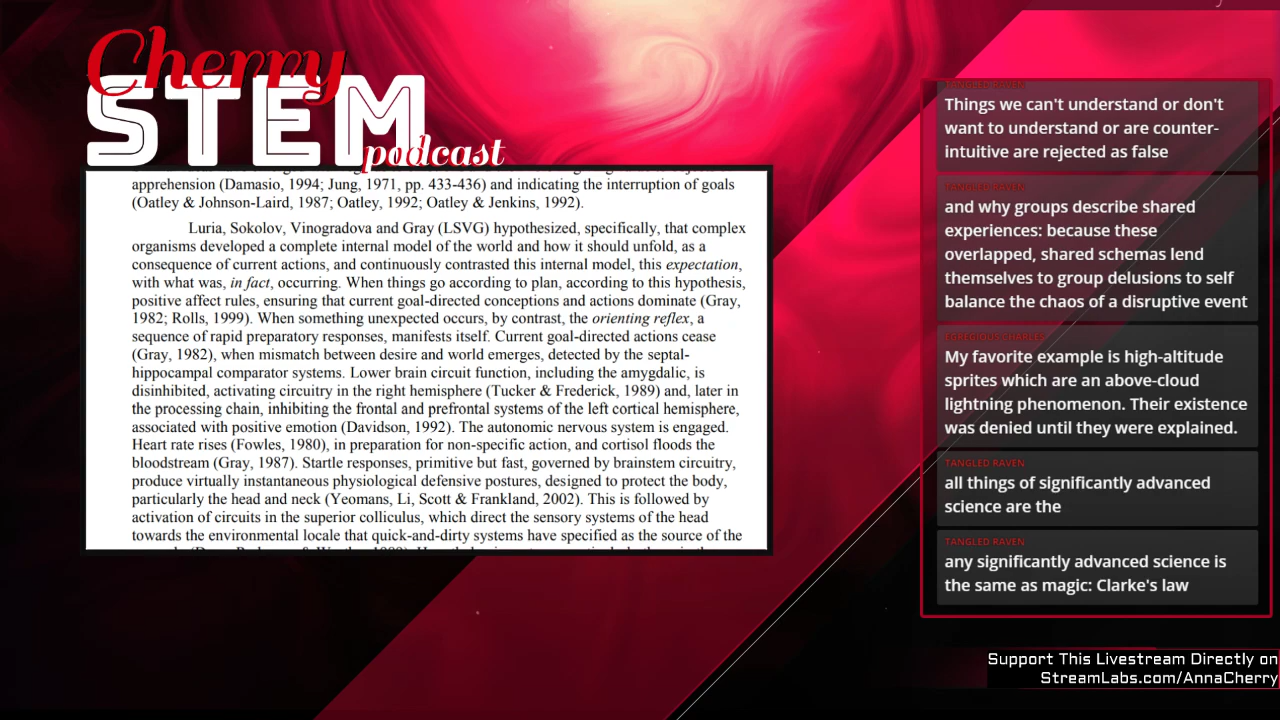 Cherry
STEM
podcast
apprehension (Damasio, 1994; Jung, 1971, pp. 433-436) and indicating the interruption of goals
(Oatley & Johnson-Laird, 1987; Oatley, 1992; Oatley & Jenkins, 1992).
Luria, Sokolov, Vinogradova and Gray (LSVG) hypothesized, specifically, that complex
organisms developed a complete internal model of the world and how it should unfold, as a
consequence of current actions, and continuously contrasted this internal model, this expectation,
with what was, in fact, occurring. When things go according to plan, according to this hypothesis,
positive affect rules, ensuring that current goal-directed conceptions and actions dominate (Gray,
1982; Rolls, 1999). When something unexpected occurs, by contrast, the orienting reflex, a
sequence of rapid preparatory responses, manifests itself. Current goal-directed actions cease
(Gray, 1982), when mismatch between desire and world emerges, detected by the septal-
hippocampal comparator systems. Lower brain circuit function, including the amygdalic, is
disinhibited, activating circuitry in the right hemisphere (Tucker & Frederick, 1989) and, later in
the processing chain, inhibiting the frontal and prefrontal systems of the left cortical hemisphere,
associated with positive emotion (Davidson, 1992). The autonomic nervous system is engaged.
Heart rate rises (Fowles, 1980), in preparation for non-specific action, and cortisol floods the
bloodstream (Gray, 1987). Startle responses, primitive but fast, governed by brainstem circuitry,
produce virtually instantaneous physiological defensive postures, designed to protect the body,
particularly the head and neck (Yeomans, Li, Scott & Frankland, 2002). This is followed by
activation of circuits in the superior colliculus, which direct the sensory systems of the head
towards the environmental locale that quick-and-dirty systems have specified as the source of the
TANGLED RAVEN
Things we can't understand or don't
want to understand or are counter-
intuitive are rejected as false
TANGLED RAVEN
and why groups describe shared
experiences: because these
overlapped, shared schemas lend
themselves to group delusions to self
balance the chaos of a disruptive event
EGREGIOUS CHARLES
My favorite example is high-altitude
sprites which are an above-cloud
lightning phenomenon. Their existence
was denied until they were explained.
TANGLED RAVEN
all things of significantly advanced
science are the
TANGLED RAVEN
any significantly advanced science is
the same as magic: Clarke's law
Support This Livestream Directly on
StreamLabs.com/AnnaCherry